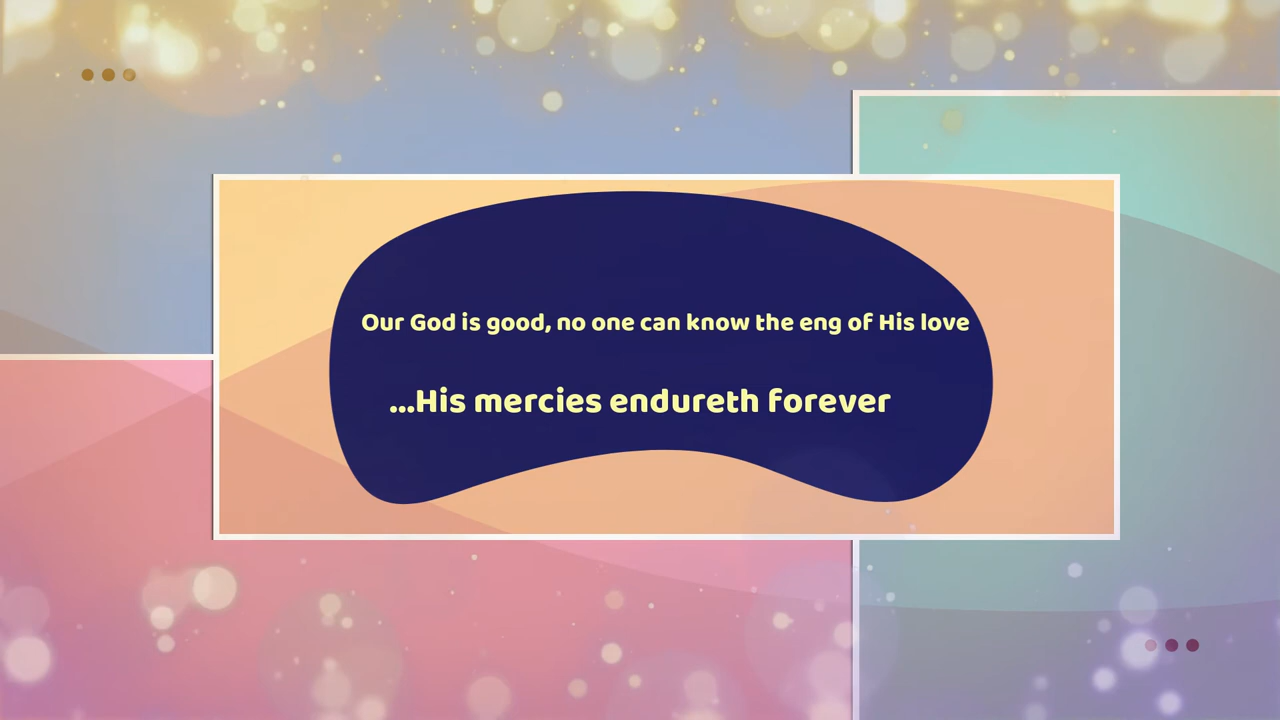 Our God is good, no one can know the eng of His love
...His mercies endureth forever